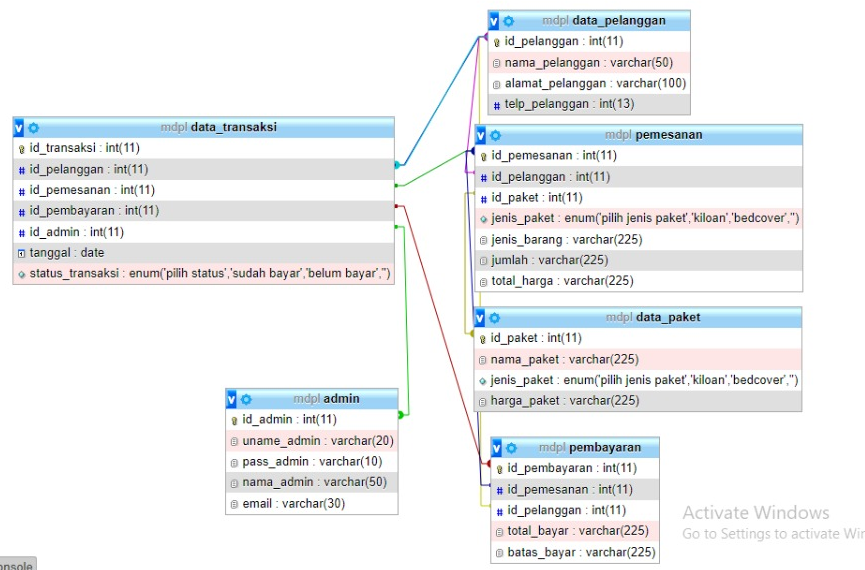 mdpl data_pelanggan
id_pelanggan : int(11)
nama_pelanggan : varchar(50)
alamat_pelanggan : varchar(100)
telp_pelanggan : int(13)
mdpl data_transaksi
id_transaksi : int(11)
id_pelanggan : int(11)
id_pemesanan : int(11)
id_pembayaran : int(11)
id_admin : int(11)
tanggal : date
status_transaksi : enum('pilih status','sudah bayar','belum bayar','')
mdpl pemesanan
id_pemesanan : int(11)
id_pelanggan : int(11)
id_paket : int(11)
jenis_paket : enum('pilih jenis paket','kiloan','bedcover','')
jenis_barang : varchar(225)
jumlah : varchar(225)
total_harga : varchar(225)
mdpl data_paket
id_paket : int(11)
nama_paket : varchar(225)
jenis_paket : enum('pilih jenis paket','kiloan','bedcover','')
harga_paket : varchar(225)
mdpl admin
id_admin : int(11)
uname_admin : varchar(20)
pass_admin : varchar(10)
nama_admin : varchar(50)
email : varchar(30)
mdpl pembayaran
id_pembayaran : int(11)
id_pemesanan : int(11)
id_pelanggan : int(11)
total_bayar : varchar(225)
batas_bayar : varchar(225)
Activate Windows
Go to Settings to activate Wir
onsole